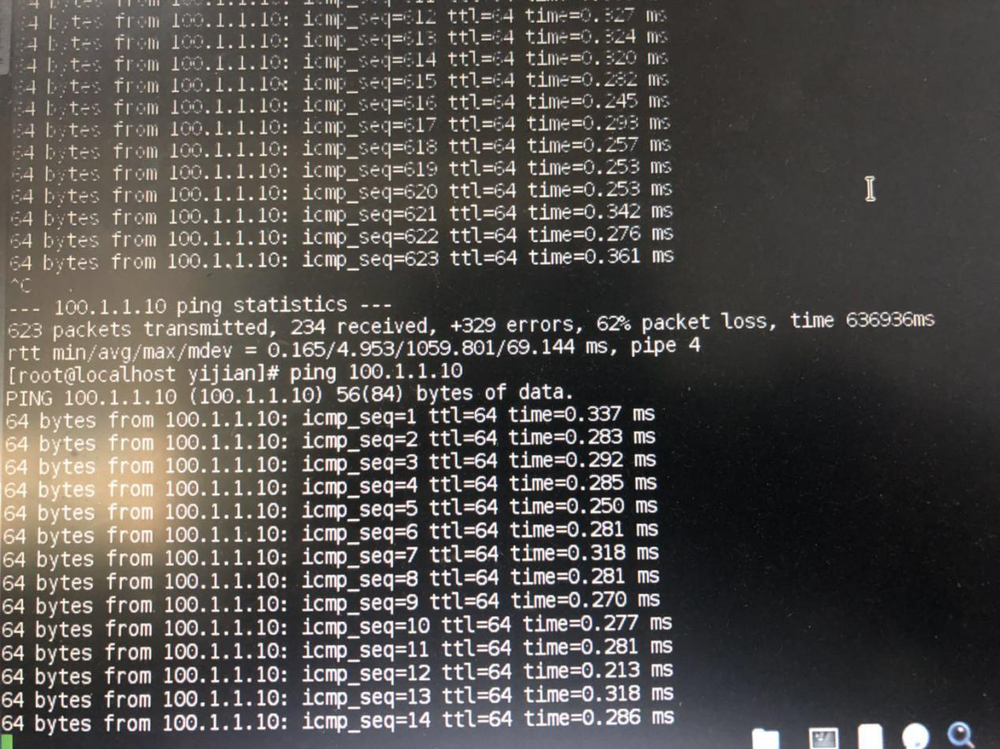 64 bytes from 100.1.1.10: icmp_seq=612 ttl=64 time=0.327 ms
64 bytes from 100.1.1.10: icmp_seq=613 ttl=64 time=0.324 ms
64 bytes from 100.1.1.10: icmp_seq=614 ttl=64 time=0.320 ms
64 bytes from 100.1.1.10: icmp_seq=615 ttl=64 time=0.282 ms
64 bytes from 100.1.1.10: icmp_seq=616 ttl=64 time=0.245 ms
64 bytes from 100.1.1.10: icmp_seq=617 ttl=64 time=0.293 ms
64 bytes from 100.1.1.10: icmp_seq=618 ttl=64 time=0.257 ms
64 bytes from 100.1.1.10: icmp_seq=619 ttl=64 time=0.253 ms
64 bytes from 100.1.1.10: icmp_seq=620 ttl=64 time=0.253 ms
64 bytes from 100.1.1.10: icmp_seq=621 ttl=64 time=0.342 ms
64 bytes from 100.1.1.10: icmp_seq=622 ttl=64 time=0.276 ms
64 bytes from 100.1.1.10: icmp_seq=623 ttl=64 time=0.361 ms
^C
--- 100.1.1.10 ping statistics ---
623 packets transmitted, 234 received, +329 errors, 62% packet loss, time 636936ms
rtt min/avg/max/mdev = 0.165/4.953/1059.801/69.144 ms, pipe 4
[root@localhost yijian]# ping 100.1.1.10
PING 100.1.1.10 (100.1.1.10) 56(84) bytes of data.
64 bytes from 100.1.1.10: icmp_seq=1 ttl=64 time=0.337 ms
64 bytes from 100.1.1.10: icmp_seq=2 ttl=64 time=0.283 ms
64 bytes from 100.1.1.10: icmp_seq=3 ttl=64 time=0.292 ms
64 bytes from 100.1.1.10: icmp_seq=4 ttl=64 time=0.285 ms
64 bytes from 100.1.1.10: icmp_seq=5 ttl=64 time=0.250 ms
64 bytes from 100.1.1.10: icmp_seq=6 ttl=64 time=0.281 ms
64 bytes from 100.1.1.10: icmp_seq=7 ttl=64 time=0.318 ms
64 bytes from 100.1.1.10: icmp_seq=8 ttl=64 time=0.281 ms
64 bytes from 100.1.1.10: icmp_seq=9 ttl=64 time=0.270 ms
64 bytes from 100.1.1.10: icmp_seq=10 ttl=64 time=0.277 ms
64 bytes from 100.1.1.10: icmp_seq=11 ttl=64 time=0.281 ms
64 bytes from 100.1.1.10: icmp_seq=12 ttl=64 time=0.213 ms
64 bytes from 100.1.1.10: icmp_seq=13 ttl=64 time=0.318 ms
64 bytes from 100.1.1.10: icmp_seq=14 ttl=64 time=0.286 ms